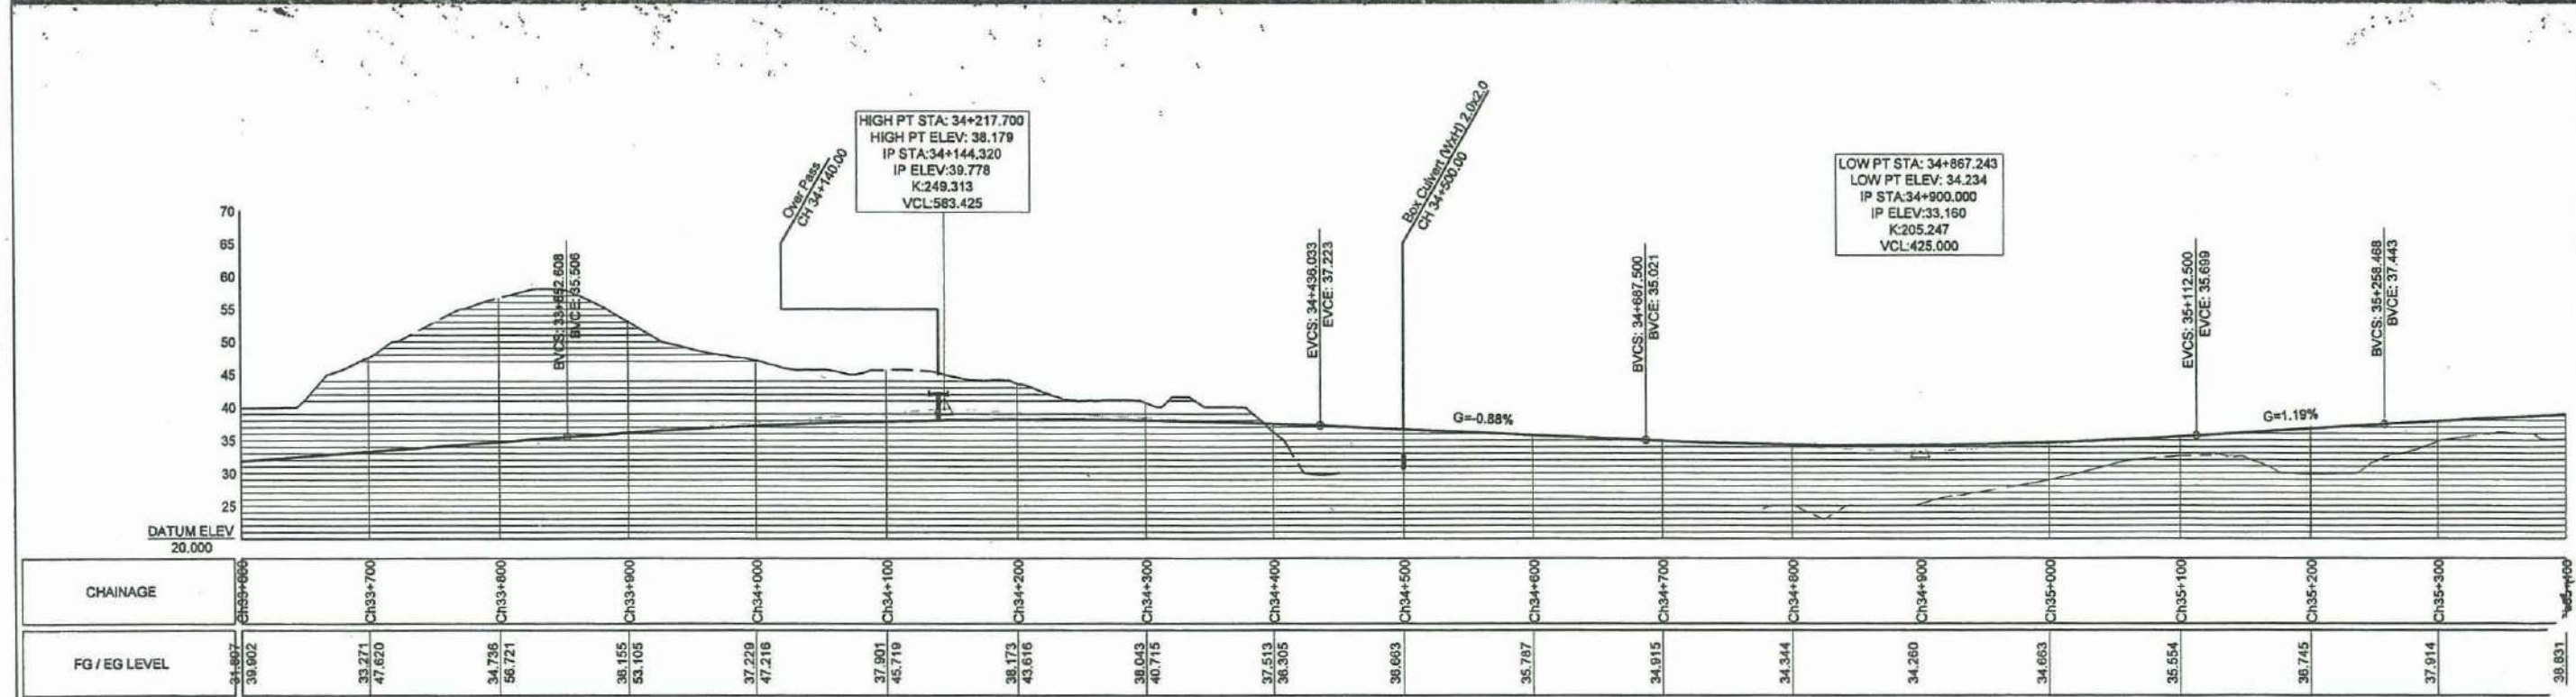 HIGH PT STA: 34+217.700
HIGH PT ELEV: 38.179
IP STA:34+144.320
IP ELEV:39.778
K:249.313
VCL:583.425
Over Pass
CH 34+140.00
Box Culvert (WxH) 2.0x2.0
CH 34+500.00
LOW PT STA: 34+867.243
LOW PT ELEV: 34.234
IP STA:34+900.000
IP ELEV:33.160
K:205.247
VCL:425.000
BVCS: 33+852.608
BVCE: 35.506
EVCS: 34+436.033
EVCE: 37.223
BVCS: 34+687.500
BVCE: 35.021
EVCS: 35+112.500
EVCE: 35.699
BVCS: 35+258.468
BVCE: 37.443
G=-0.88%
G=1.19%
70
65
60
55
50
45
40
35
30
25
DATUM ELEV
20.000
CHAINAGE
Ch33+700
Ch33+800
Ch33+900
Ch34+000
Ch34+100
Ch34+200
Ch34+300
Ch34+400
Ch34+500
Ch34+600
Ch34+700
Ch34+800
Ch34+900
Ch35+000
Ch35+100
Ch35+200
Ch35+300
FG / EG LEVEL
31.897
39.902
33.271
47.620
34.736
56.721
36.155
53.105
37.229
47.216
37.901
45.719
38.173
43.616
38.043
40.715
37.513
36.305
36.663
35.787
34.915
34.344
34.260
34.663
35.554
36.745
37.914
38.831